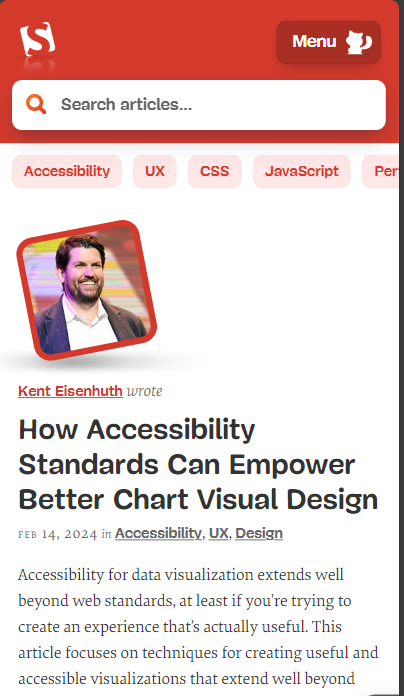 Menu
Search articles...
Accessibility
UX
CSS
JavaScript
Kent Eisenhuth wrote
How Accessibility
Standards Can Empower
Better Chart Visual Design
FEB 14, 2024 in Accessibility, UX, Design
Accessibility for data visualization extends well
beyond web standards, at least if you’re trying to
create an experience that’s actually useful. This
article focuses on techniques for creating useful and
accessible visualizations that extend well beyond